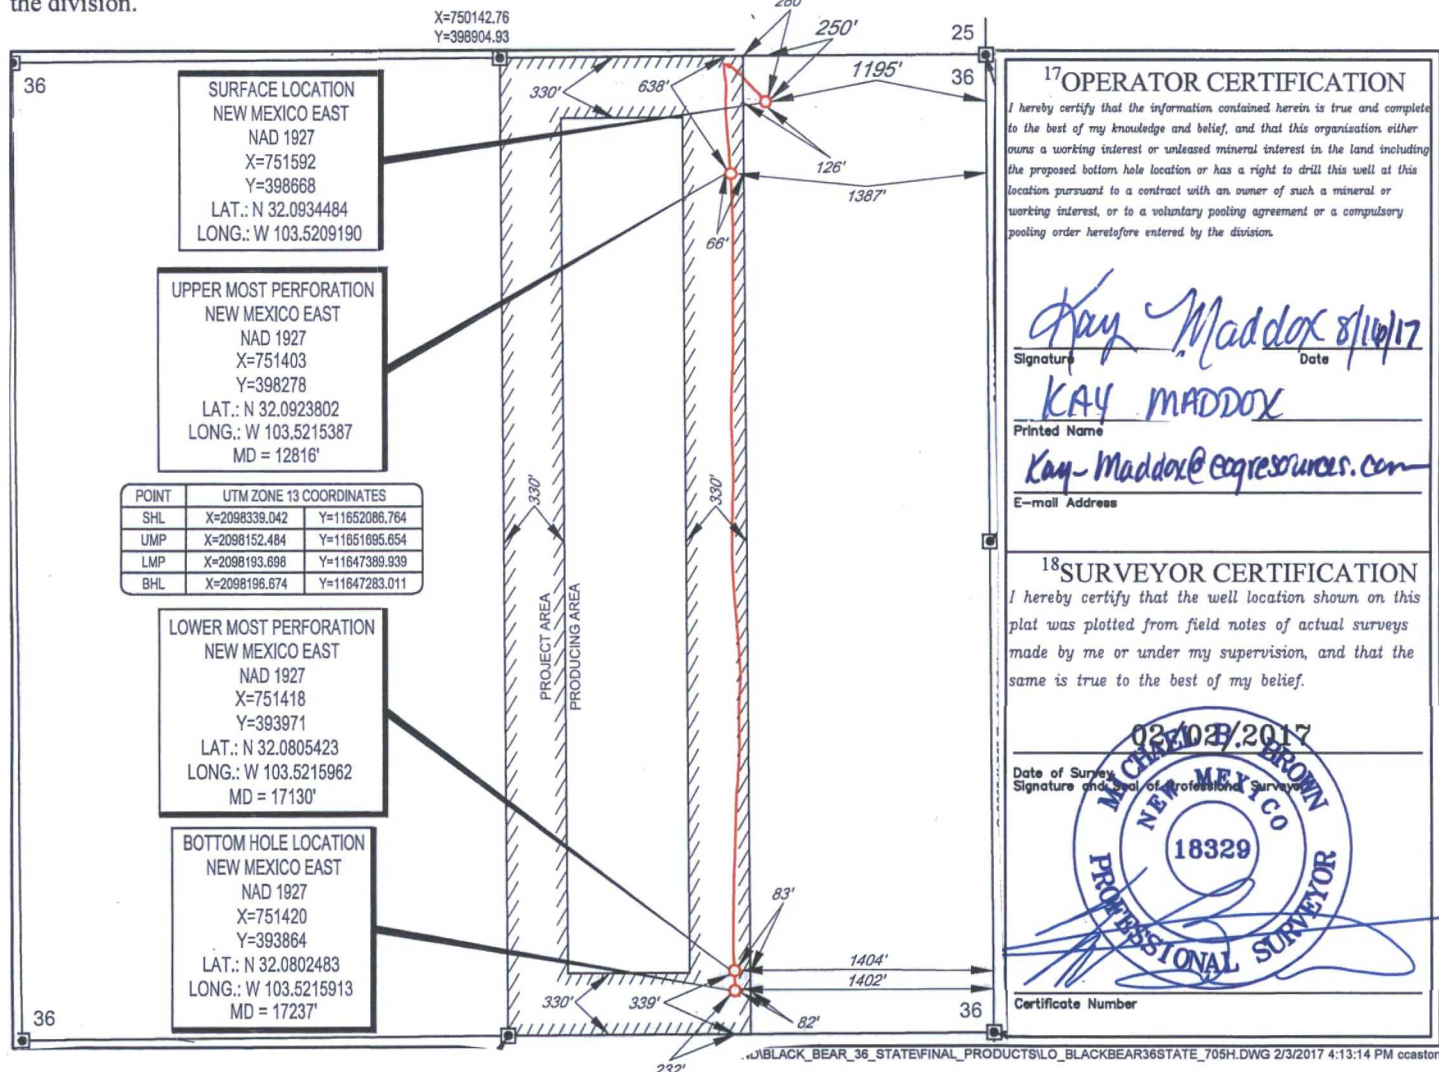 the division.
X=750142.76
Y=398904.93
250'
25
36
36
1195'
330'
638'
126'
1387'
66'
SURFACE LOCATION
NEW MEXICO EAST
NAD 1927
X=751592
Y=398668
LAT.: N 32.0934484
LONG.: W 103.5209190
UPPER MOST PERFORATION
NEW MEXICO EAST
NAD 1927
X=751403
Y=398278
LAT.: N 32.0923802
LONG.: W 103.5215387
MD = 12816'
POINT UTM ZONE 13 COORDINATES
SHL X=2098339.042 Y=11652086.764
UMP X=2098152.484 Y=11651695.654
LMP X=2098193.698 Y=11647389.939
BHL X=2098196.674 Y=11647283.011
330'
330'
PROJECT AREA
PRODUCING AREA
LOWER MOST PERFORATION
NEW MEXICO EAST
NAD 1927
X=751418
Y=393971
LAT.: N 32.0805423
LONG.: W 103.5215962
MD = 17130'
BOTTOM HOLE LOCATION
NEW MEXICO EAST
NAD 1927
X=751420
Y=393864
LAT.: N 32.0802483
LONG.: W 103.5215913
MD = 17237'
83'
1404'
1402'
330'
339'
82'
232'
36
36
17OPERATOR CERTIFICATION
I hereby certify that the information contained herein is true and complete
to the best of my knowledge and belief, and that this organization either
owns a working interest or unleased mineral interest in the land including
the proposed bottom hole location or has a right to drill this well at this
location pursuant to a contract with an owner of such a mineral or
working interest, or to a voluntary pooling agreement or a compulsory
pooling order heretofore entered by the division.
Kay Maddox 8/16/17
Signature Date
KAY MADDOX
Printed Name
Kay-Maddox@eogresources.com
E-mail Address
18SURVEYOR CERTIFICATION
I hereby certify that the well location shown on this
plat was plotted from field notes of actual surveys
made by me or under my supervision, and that the
same is true to the best of my belief.
02/02/2017
Date of Survey
Signature and Seal of Professional Surveyor
MICHAEL B. BROWN
NEW MEXICO
18329
PROFESSIONAL SURVEYOR
Certificate Number
\BLACK_BEAR_36_STATE\FINAL_PRODUCTS\LO_BLACKBEAR36STATE_705H.DWG 2/3/2017 4:13:14 PM ccaston